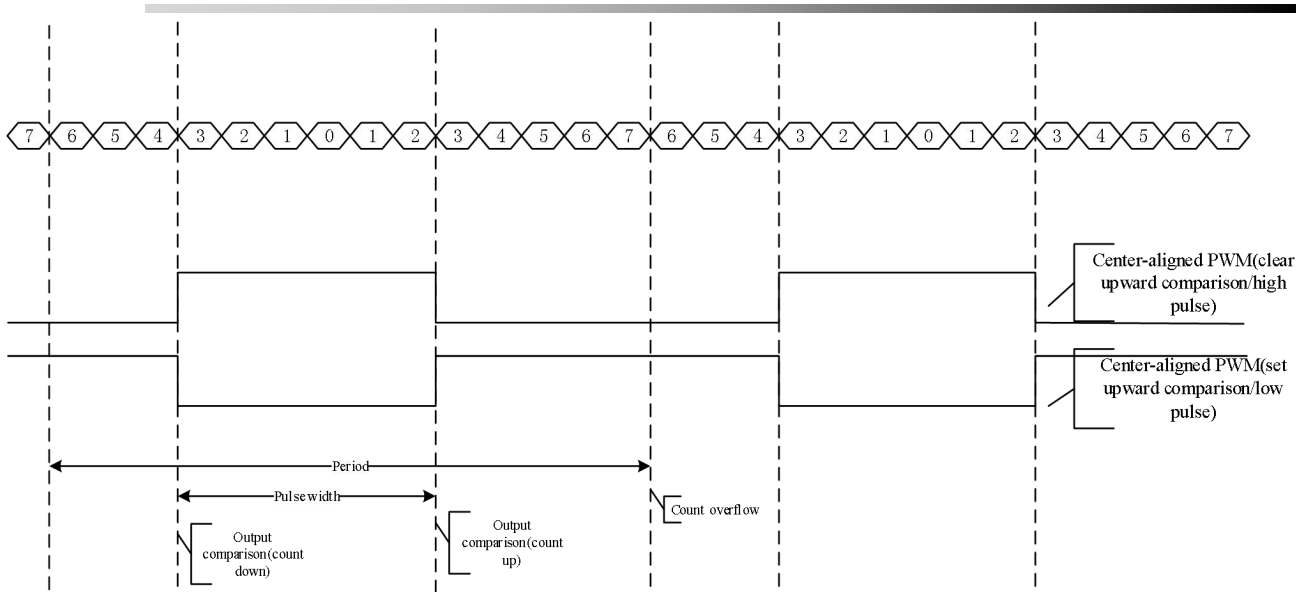 7 6 5 4 3 2 1 0 1 2 3 4 5 6 7 6 5 4 3 2 1 0 1 2 3 4 5 6 7
Center-aligned PWM(clear
upward comparison/high
pulse)
Center-aligned PWM(set
upward comparison/low
pulse)
Period
Pulse width
Count overflow
Output
comparison(count
down)
Output
comparison(count
up)